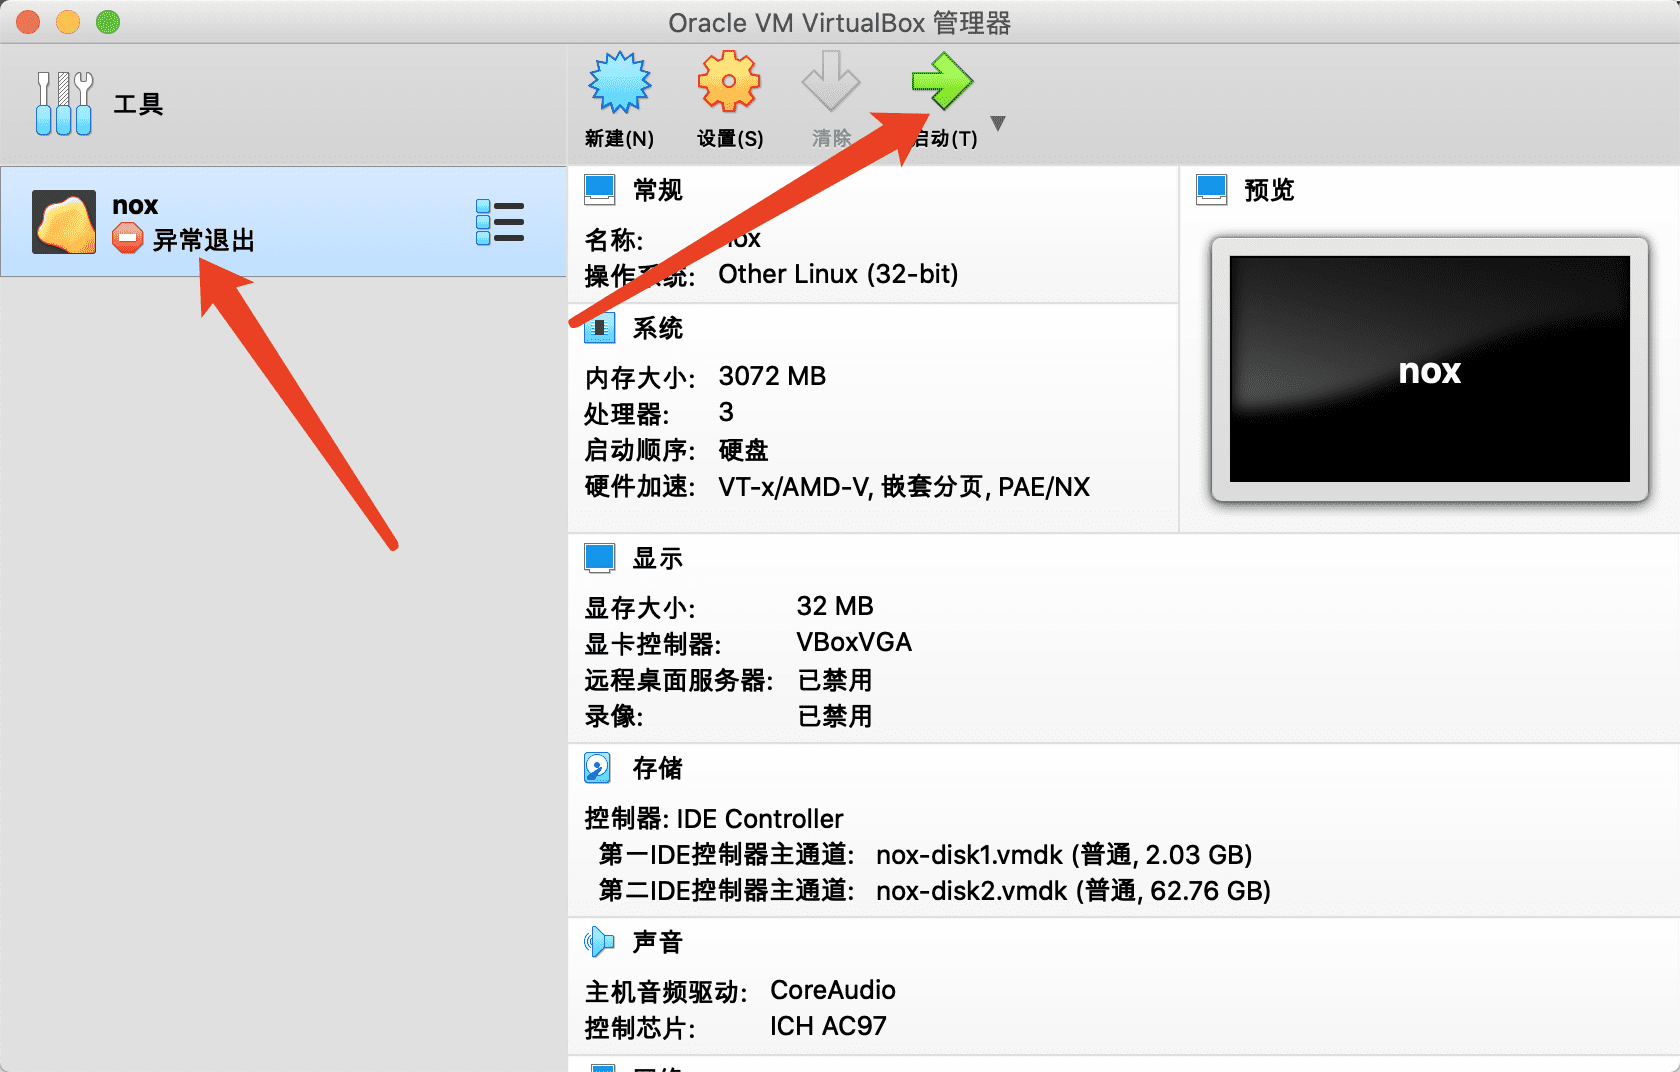 Oracle VM VirtualBox 管理器
工具
新建(N)
设置(S)
清除
启动(T)
nox
异常退出
常规
名称: nox
操作系统: Other Linux (32-bit)
预览
nox
系统
内存大小: 3072 MB
处理器: 3
启动顺序: 硬盘
硬件加速: VT-x/AMD-V, 嵌套分页, PAE/NX
显示
显存大小: 32 MB
显卡控制器: VBoxVGA
远程桌面服务器: 已禁用
录像: 已禁用
存储
控制器: IDE Controller
第一IDE控制器主通道: nox-disk1.vmdk (普通, 2.03 GB)
第二IDE控制器主通道: nox-disk2.vmdk (普通, 62.76 GB)
声音
主机音频驱动: CoreAudio
控制芯片: ICH AC97